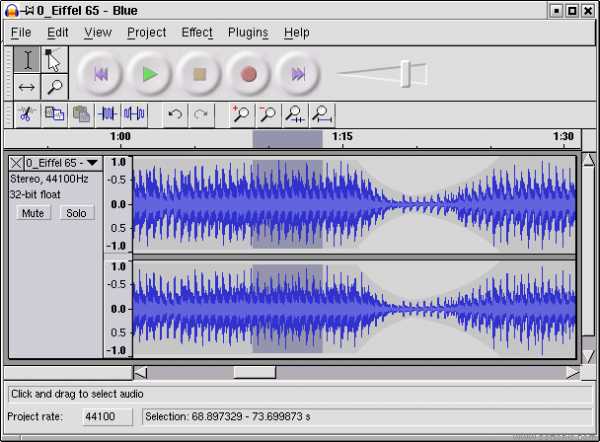 0_Eiffel 65 - Blue
File Edit View Project Effect Plugins Help
1:00 1:15 1:30
0_Eiffel 65 -
Stereo, 44100Hz
32-bit float
Mute Solo
1.0
-0.5
0.0
0.5
-1.0
1.0
-0.5
0.0
0.5
-1.0
Click and drag to select audio
Project rate: 44100 Selection: 68.897329 - 73.699873 s